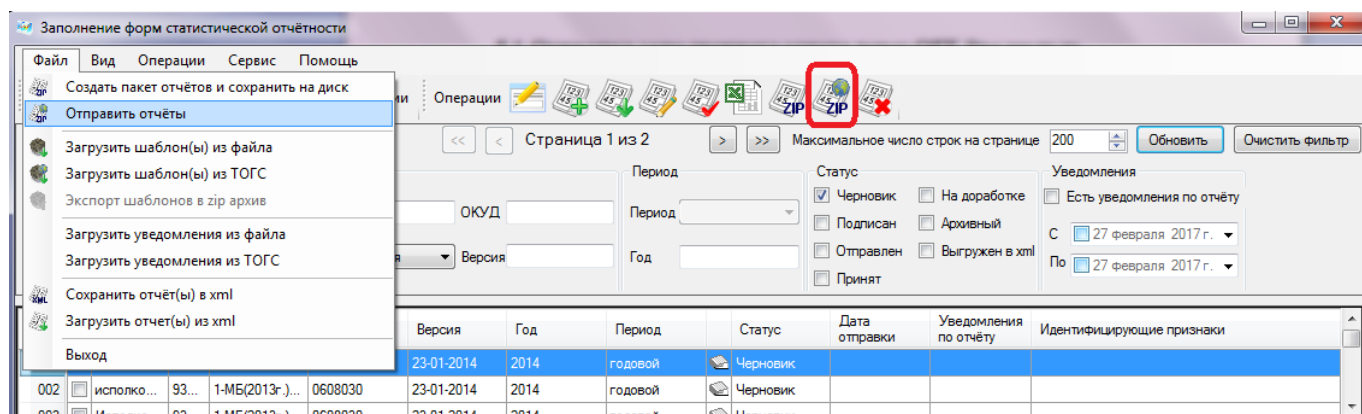 Заполнение форм статистической отчётности
Файл Вид Операции Сервис Помощь
Создать пакет отчётов и сохранить на диск
Отправить отчёты
Загрузить шаблон(ы) из файла
Загрузить шаблон(ы) из ТОГС
Экспорт шаблонов в zip архив
Загрузить уведомления из файла
Загрузить уведомления из ТОГС
Сохранить отчёт(ы) в xml
Загрузить отчет(ы) из xml
Выход
Операции ZIP ZIP
<< < Страница 1 из 2 > >> Максимальное число строк на странице 200 Обновить Очистить фильтр
Период Статус Уведомления
ОКУД Период Черновик На доработке Есть уведомления по отчёту
Подписан Архивный С 27 февраля 2017 г.
Версия Год Отправлен Выгружен в xml По 27 февраля 2017 г.
Принят
Версия Год Период Статус Дата отправки Уведомления по отчёту Идентифицирующие признаки
23-01-2014 2014 годовой Черновик
002 исполко... 93... 1-МБ(2013г.)... 0608030 23-01-2014 2014 годовой Черновик